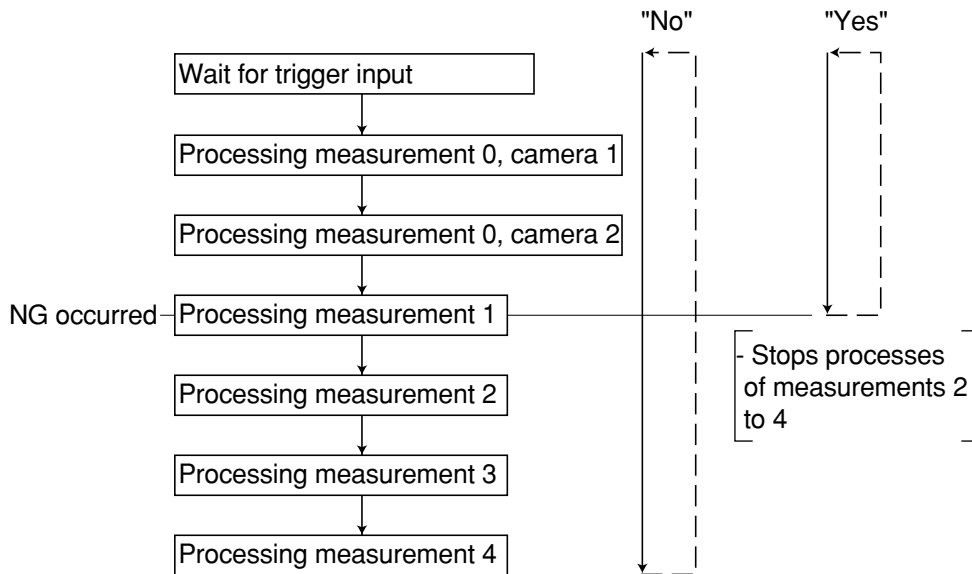 "No"
"Yes"
Wait for trigger input
Processing measurement 0, camera 1
Processing measurement 0, camera 2
NG occurred
Processing measurement 1
- Stops processes
of measurements 2
to 4
Processing measurement 2
Processing measurement 3
Processing measurement 4